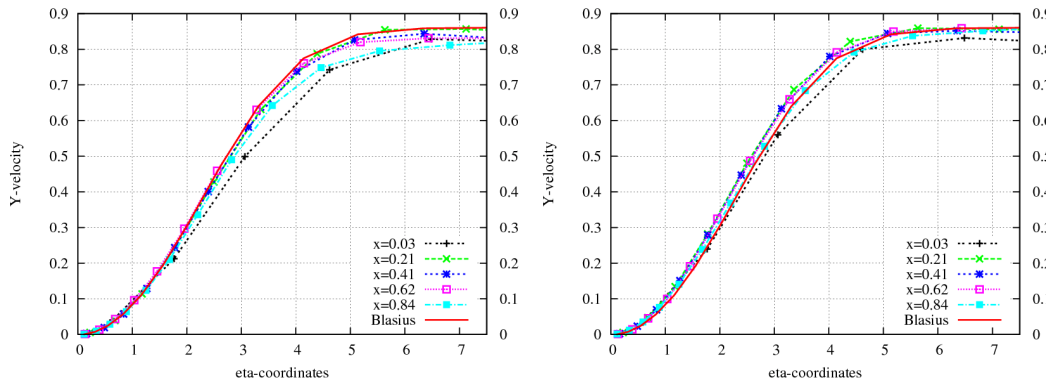 0.9 0.9
0.8 0.8
0.7 0.7
0.6 0.6
0.5 0.5
0.4 0.4
0.3 0.3
0.2 0.2
0.1 0.1
0 0
Y-velocity
x=0.03
x=0.21
x=0.41
x=0.62
x=0.84
Blasius
0 1 2 3 4 5 6 7
eta-coordinates
0.9 0.9
0.8 0.8
0.7 0.7
0.6 0.6
0.5 0.5
0.4 0.4
0.3 0.3
0.2 0.2
0.1 0.1
0 0
Y-velocity
x=0.03
x=0.21
x=0.41
x=0.62
x=0.84
Blasius
0 1 2 3 4 5 6 7
eta-coordinates